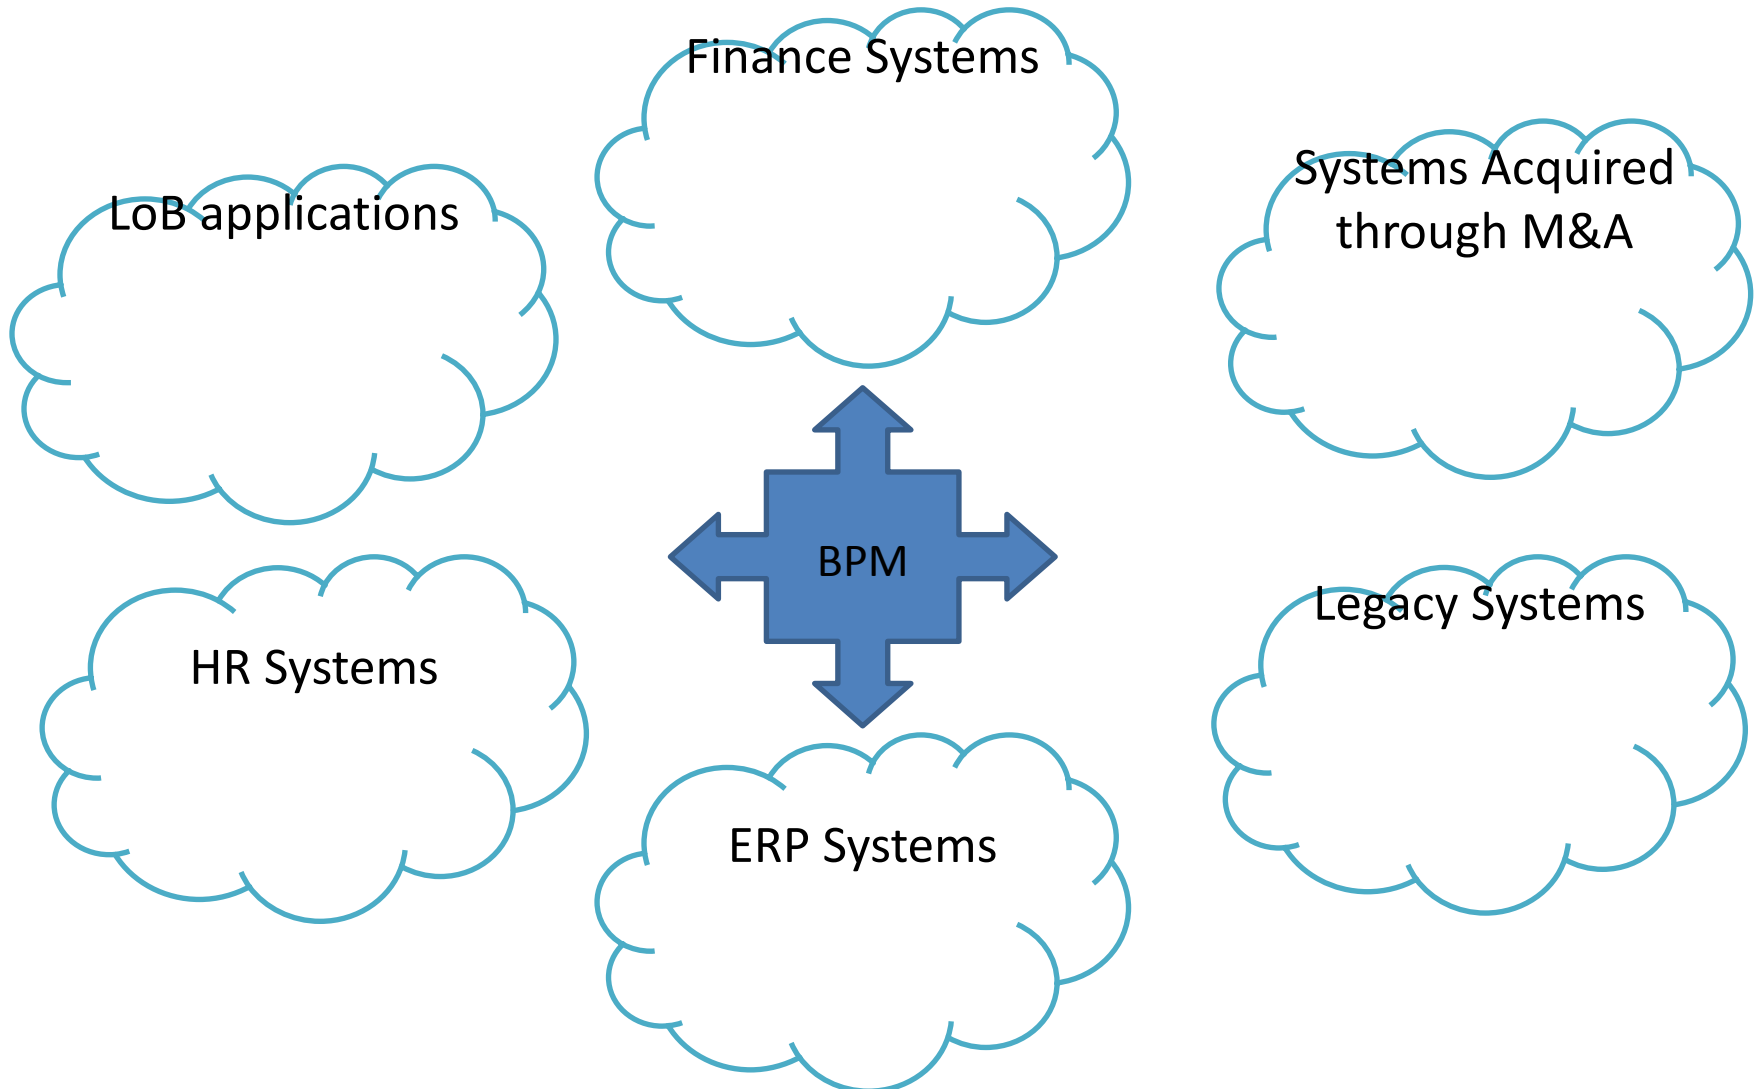 Finance Systems
LoB applications
Systems Acquired
through M&A
BPM
HR Systems
Legacy Systems
ERP Systems